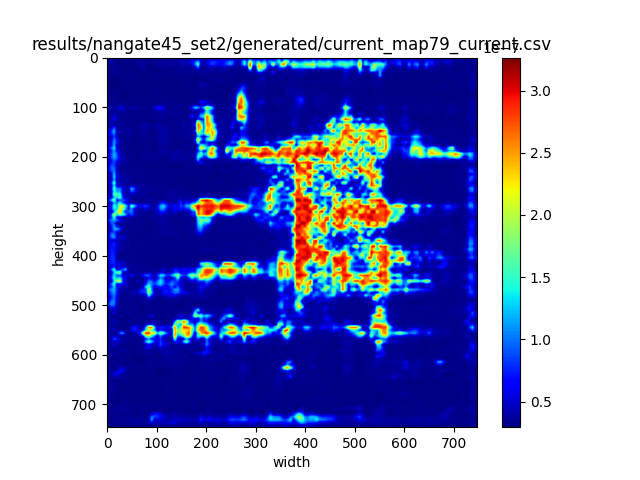 results/nangate45_set2/generated/current_map79_current.csv
1e−7
0
100
200
300
400
500
600
700
height
0 100 200 300 400 500 600 700
width
3.0
2.5
2.0
1.5
1.0
0.5